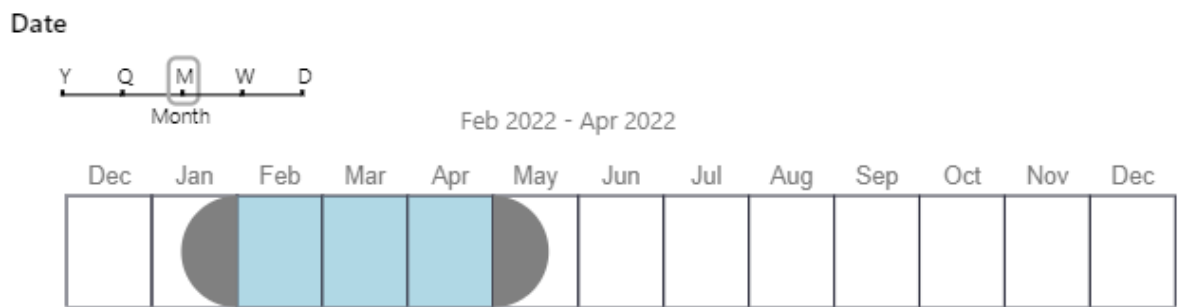 Date
Y Q M W D
Month
Feb 2022 - Apr 2022
Dec Jan Feb Mar Apr May Jun Jul Aug Sep Oct Nov Dec